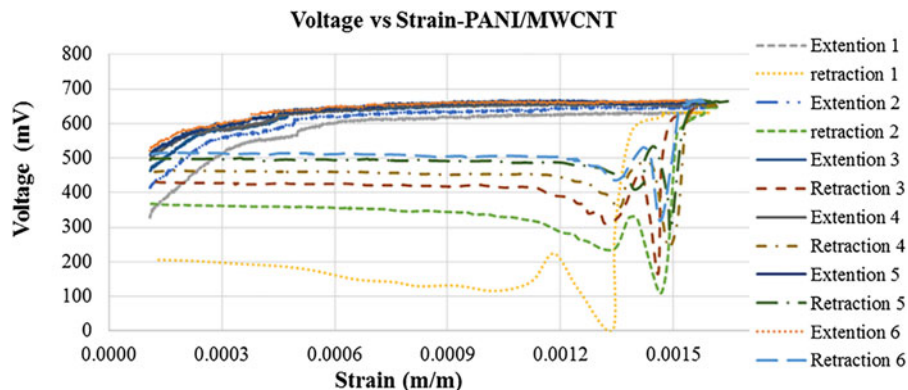 Voltage vs Strain-PANI/MWCNT
Voltage (mV)
800
700
600
500
400
300
200
100
0
0.0000
0.0003
0.0006
0.0009
0.0012
0.0015
Strain (m/m)
Extention 1
retraction 1
Extention 2
retraction 2
Extention 3
Retraction 3
Extention 4
Retraction 4
Extention 5
Retraction 5
Extention 6
Retraction 6